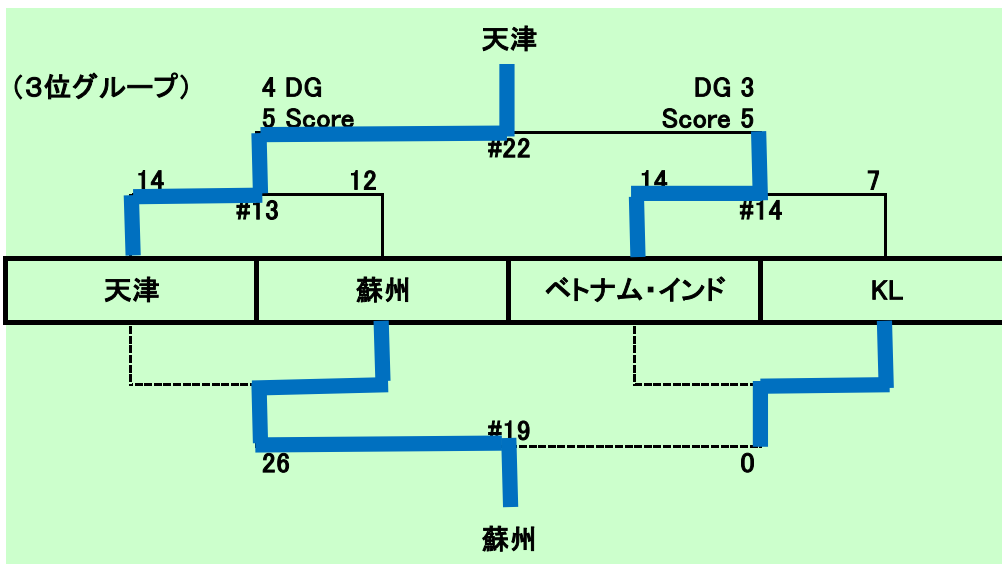 天津
（３位グループ）
4 DG
5 Score
DG 3
Score 5
#22
14
12
14
7
#13
#14
天津
蘇州
ベトナム・インド
KL
#19
26
0
蘇州